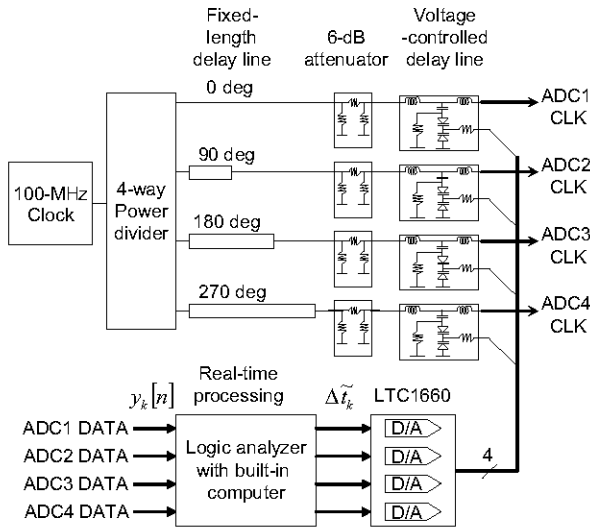 Fixed-
length
delay line
6-dB
attenuator
Voltage
-controlled
delay line
0 deg
ADC1
CLK
90 deg
ADC2
CLK
100-MHz
Clock
4-way
Power
divider
180 deg
ADC3
CLK
270 deg
ADC4
CLK
y_k[n]
Real-time
processing
Δt̃_k
LTC1660
ADC1 DATA
ADC2 DATA
ADC3 DATA
ADC4 DATA
Logic analyzer
with built-in
computer
D/A
D/A
D/A
D/A
4